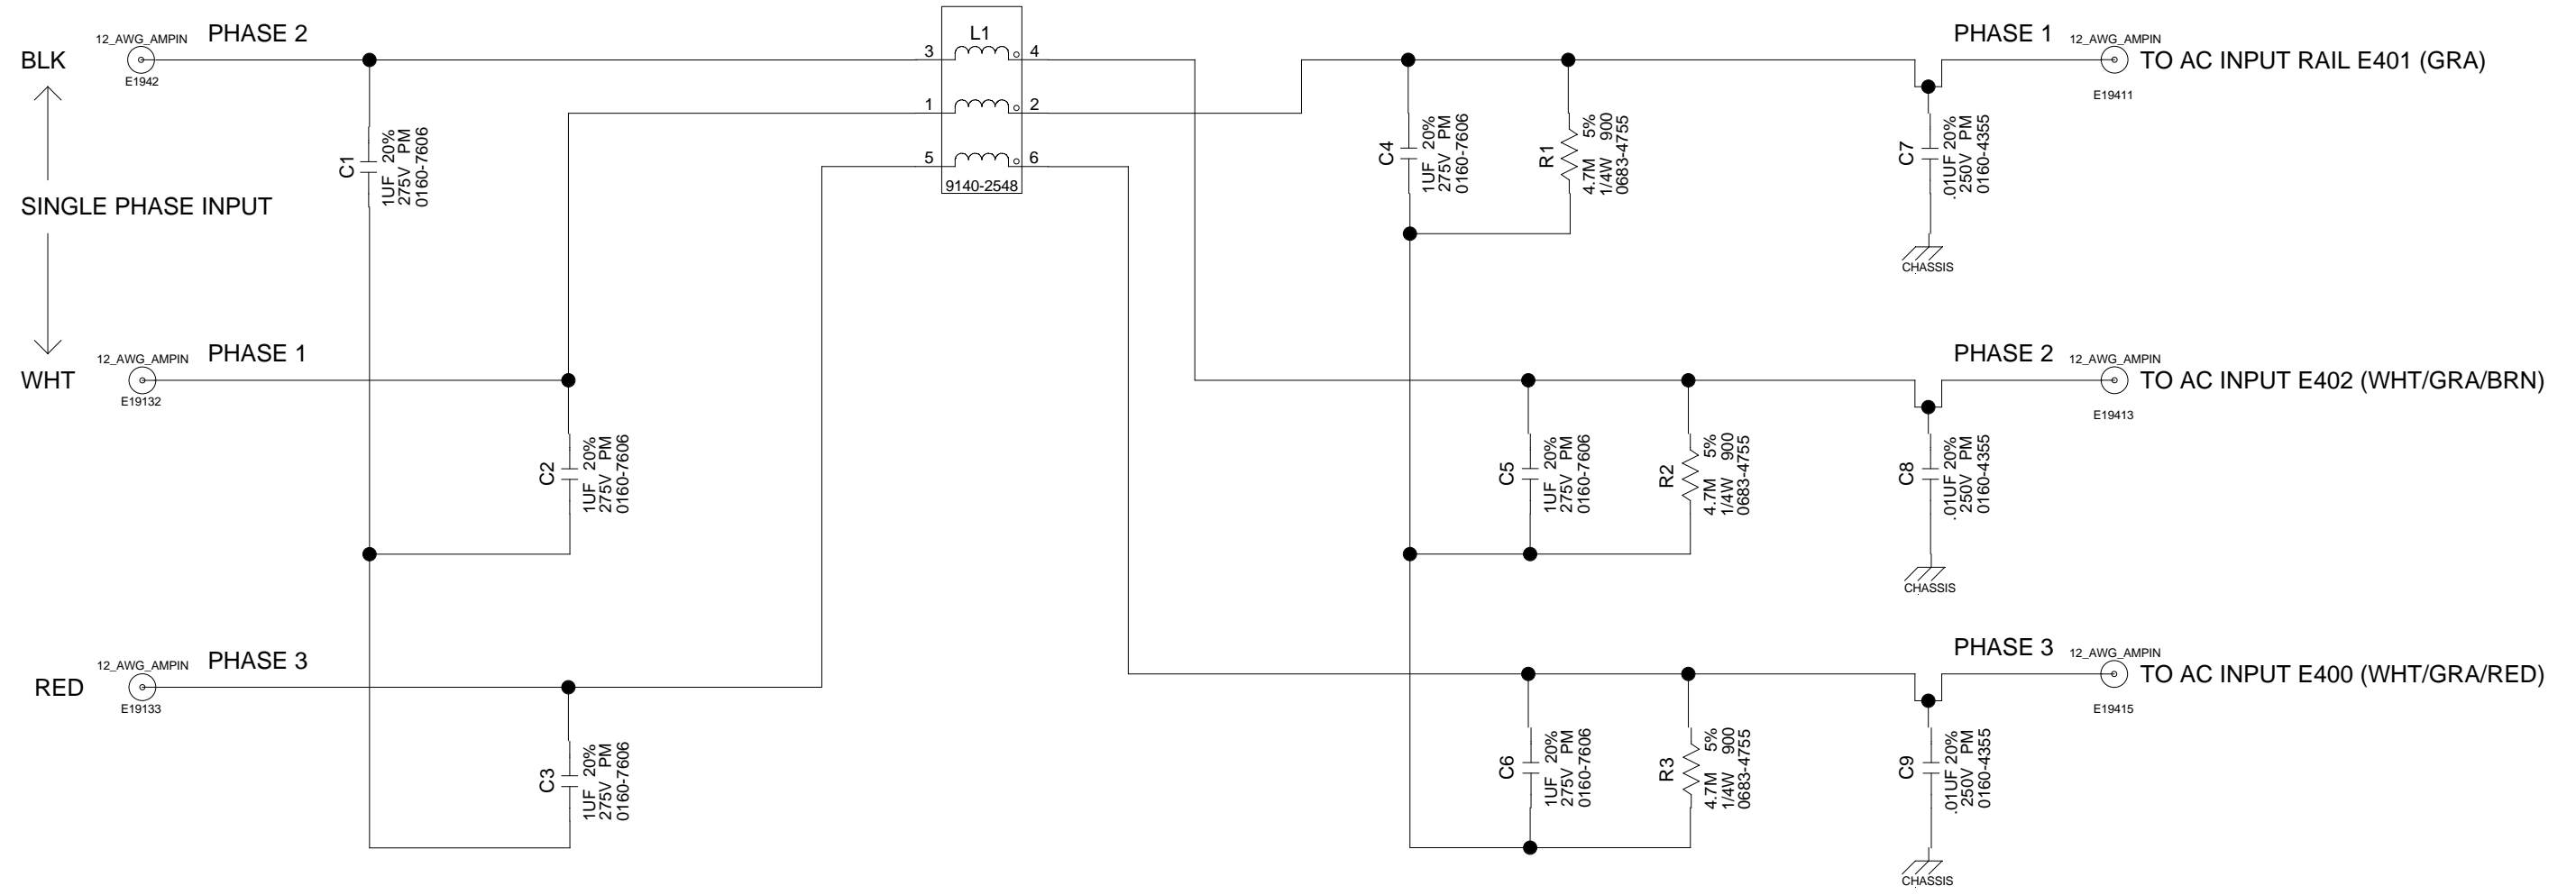 PHASE 2
12_AWG_AMPIN
BLK
E1942
SINGLE PHASE INPUT
C1
1UF 20%
275V PM
0160-7606
PHASE 1
12_AWG_AMPIN
WHT
E19132
C2
1UF 20%
275V PM
0160-7606
PHASE 3
12_AWG_AMPIN
RED
E19133
C3
1UF 20%
275V PM
0160-7606
L1
3 4
1 2
5 6
9140-2548
C4
1UF 20%
275V PM
0160-7606
R1
4.7M 5%
1/4W 900
0683-4755
PHASE 1
12_AWG_AMPIN
TO AC INPUT RAIL E401 (GRA)
E19411
C7
.01UF 20%
250V PM
0160-4355
CHASSIS
C5
1UF 20%
275V PM
0160-7606
R2
4.7M 5%
1/4W 900
0683-4755
PHASE 2
12_AWG_AMPIN
TO AC INPUT E402 (WHT/GRA/BRN)
E19413
C8
.01UF 20%
250V PM
0160-4355
CHASSIS
C6
1UF 20%
275V PM
0160-7606
R3
4.7M 5%
1/4W 900
0683-4755
PHASE 3
12_AWG_AMPIN
TO AC INPUT E400 (WHT/GRA/RED)
E19415
C9
.01UF 20%
250V PM
0160-4355
CHASSIS